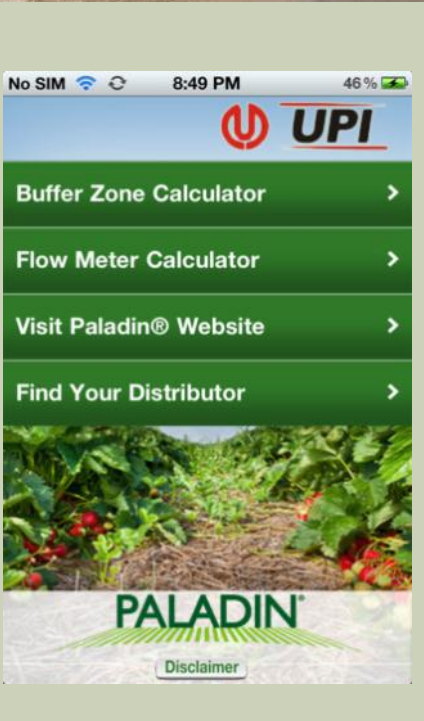 No SIM 8:49 PM 46%
UPI
Buffer Zone Calculator
Flow Meter Calculator
Visit Paladin® Website
Find Your Distributor
PALADIN®
Disclaimer